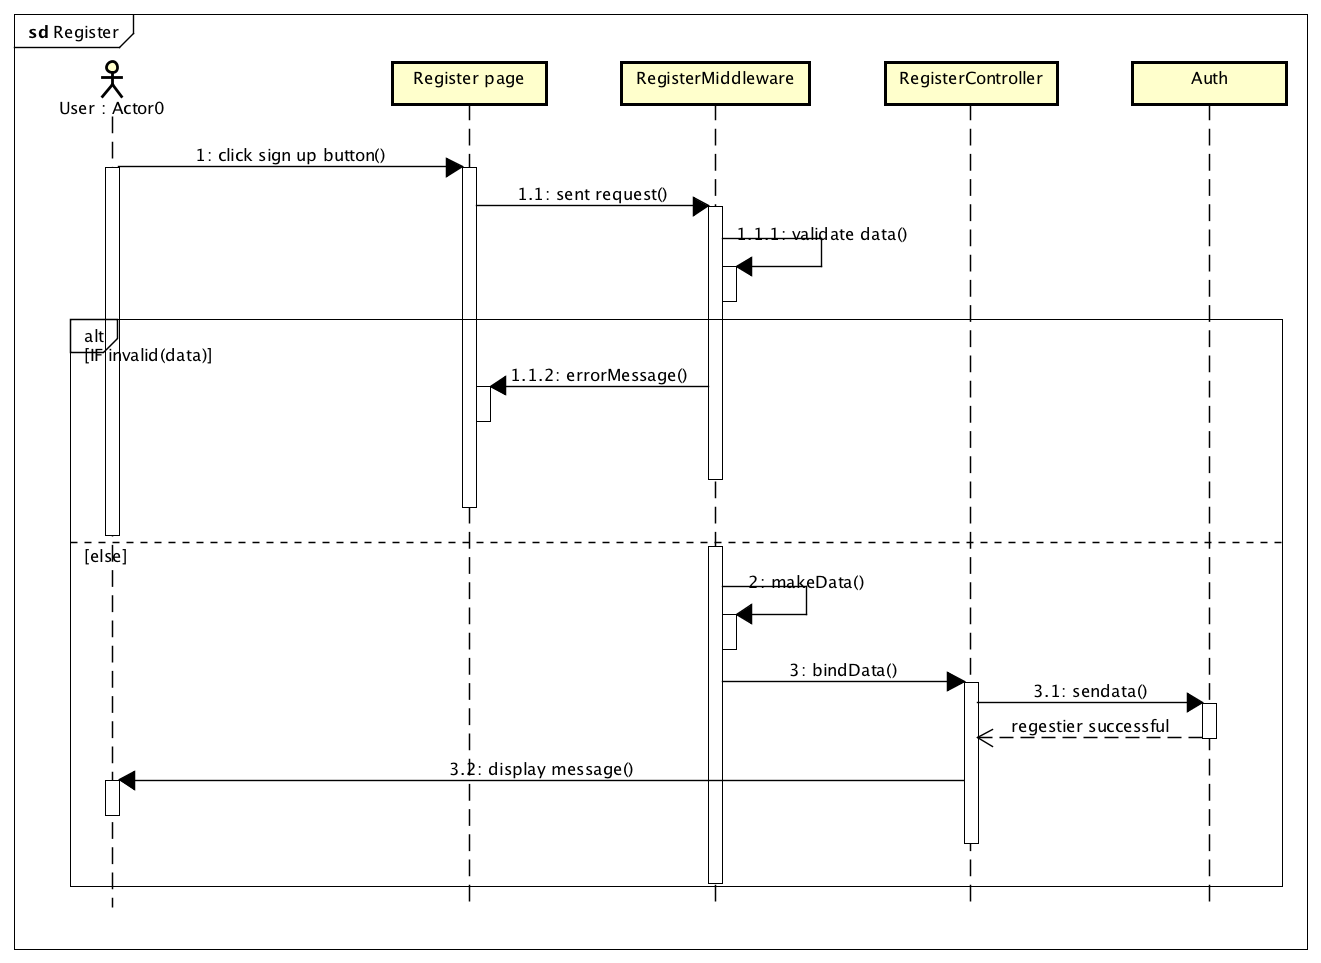 sd Register
User : Actor0
Register page
RegisterMiddleware
RegisterController
Auth
1: click sign up button()
1.1: sent request()
1.1.1: validate data()
alt
[IF invalid(data)]
1.1.2: errorMessage()
[else]
2: makeData()
3: bindData()
3.1: sendata()
regestier successful
3.2: display message()